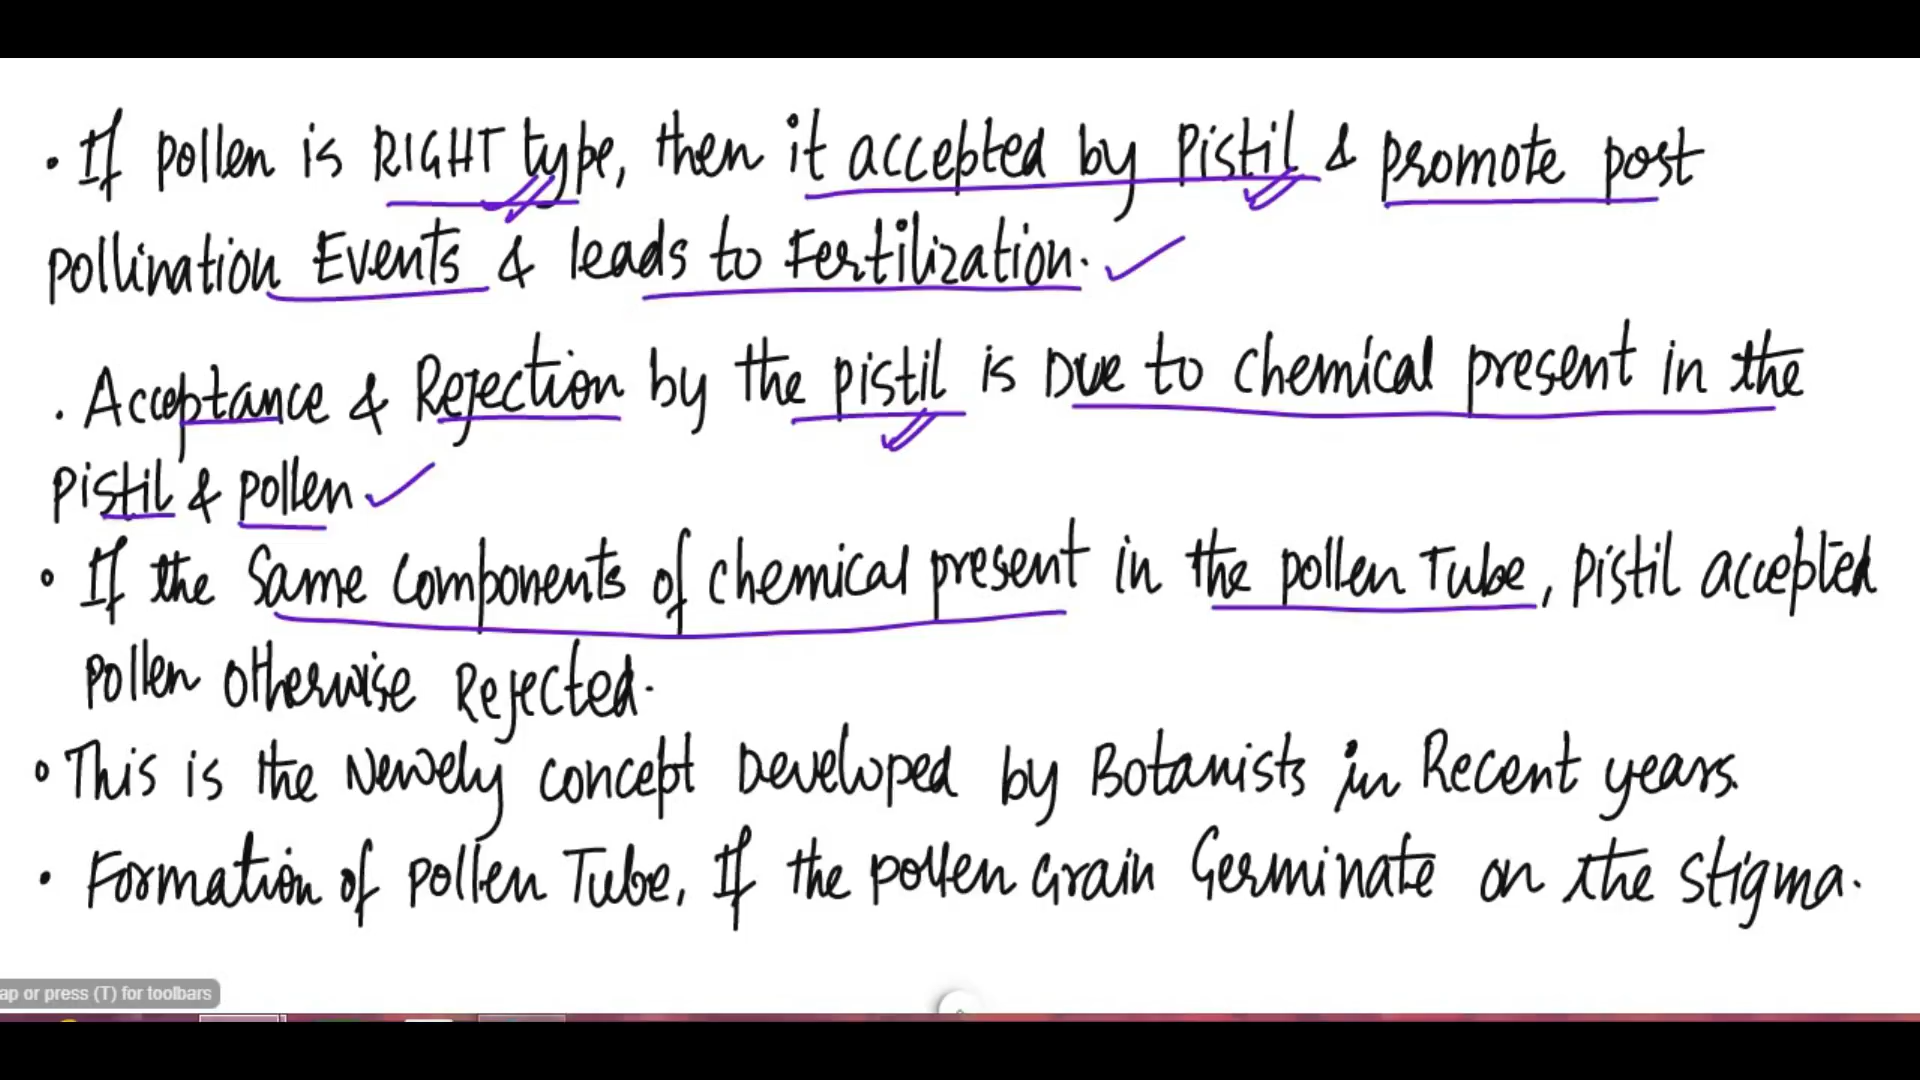 . If pollen is RIGHT type, then it accepted by Pistil & promote post
pollination Events & leads to Fertilization.
. Acceptance & Rejection by the pistil is Due to chemical present in the
Pistil & pollen
• If the Same components of chemical present in the pollen Tube, Pistil accepted
pollen otherwise Rejected.
• This is the Newely concept Developed by Botanists in Recent years.
• Formation of pollen Tube, If the pollen Grain Germinate on the stigma.
ap or press (T) for toolbars